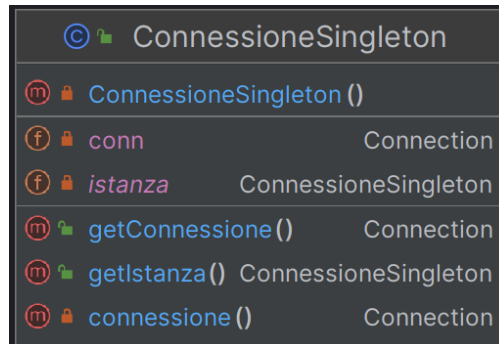 C ConnessioneSingleton
m ConnessioneSingleton()
f conn Connection
f istanza ConnessioneSingleton
m getConnessione() Connection
m getIstanza() ConnessioneSingleton
m connessione() Connection